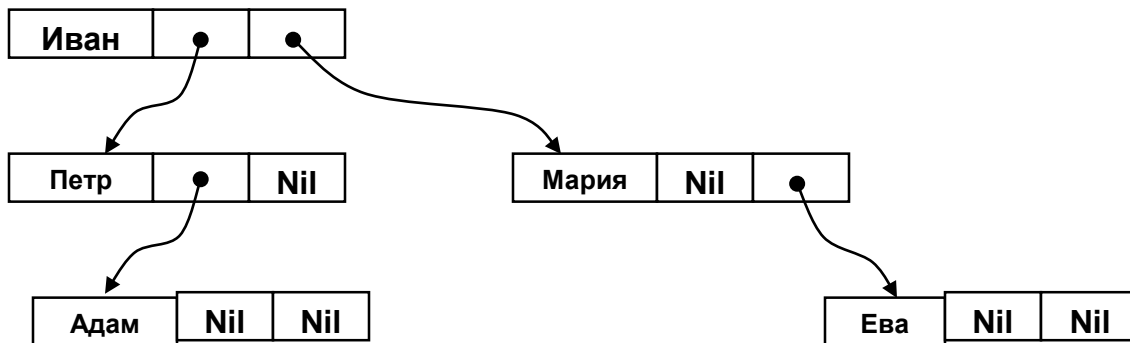 Иван
Петр Nil Мария Nil
Адам Nil Nil Ева Nil Nil